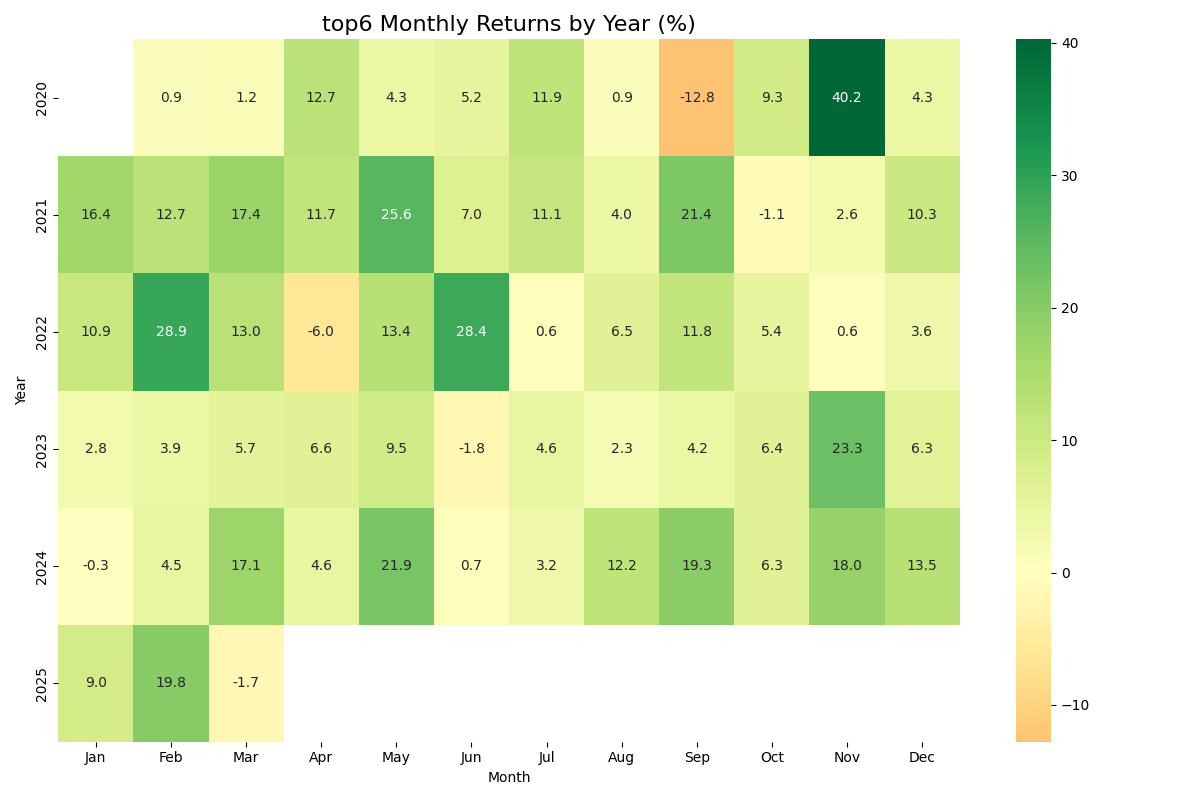 top6 Monthly Returns by Year (%)
2020 0.9 1.2 12.7 4.3 5.2 11.9 0.9 -12.8 9.3 40.2 4.3
2021 16.4 12.7 17.4 11.7 25.6 7.0 11.1 4.0 21.4 -1.1 2.6 10.3
2022 10.9 28.9 13.0 -6.0 13.4 28.4 0.6 6.5 11.8 5.4 0.6 3.6
2023 2.8 3.9 5.7 6.6 9.5 -1.8 4.6 2.3 4.2 6.4 23.3 6.3
2024 -0.3 4.5 17.1 4.6 21.9 0.7 3.2 12.2 19.3 6.3 18.0 13.5
2025 9.0 19.8 -1.7
Year
Jan Feb Mar Apr May Jun Jul Aug Sep Oct Nov Dec
Month
40
30
20
10
0
−10